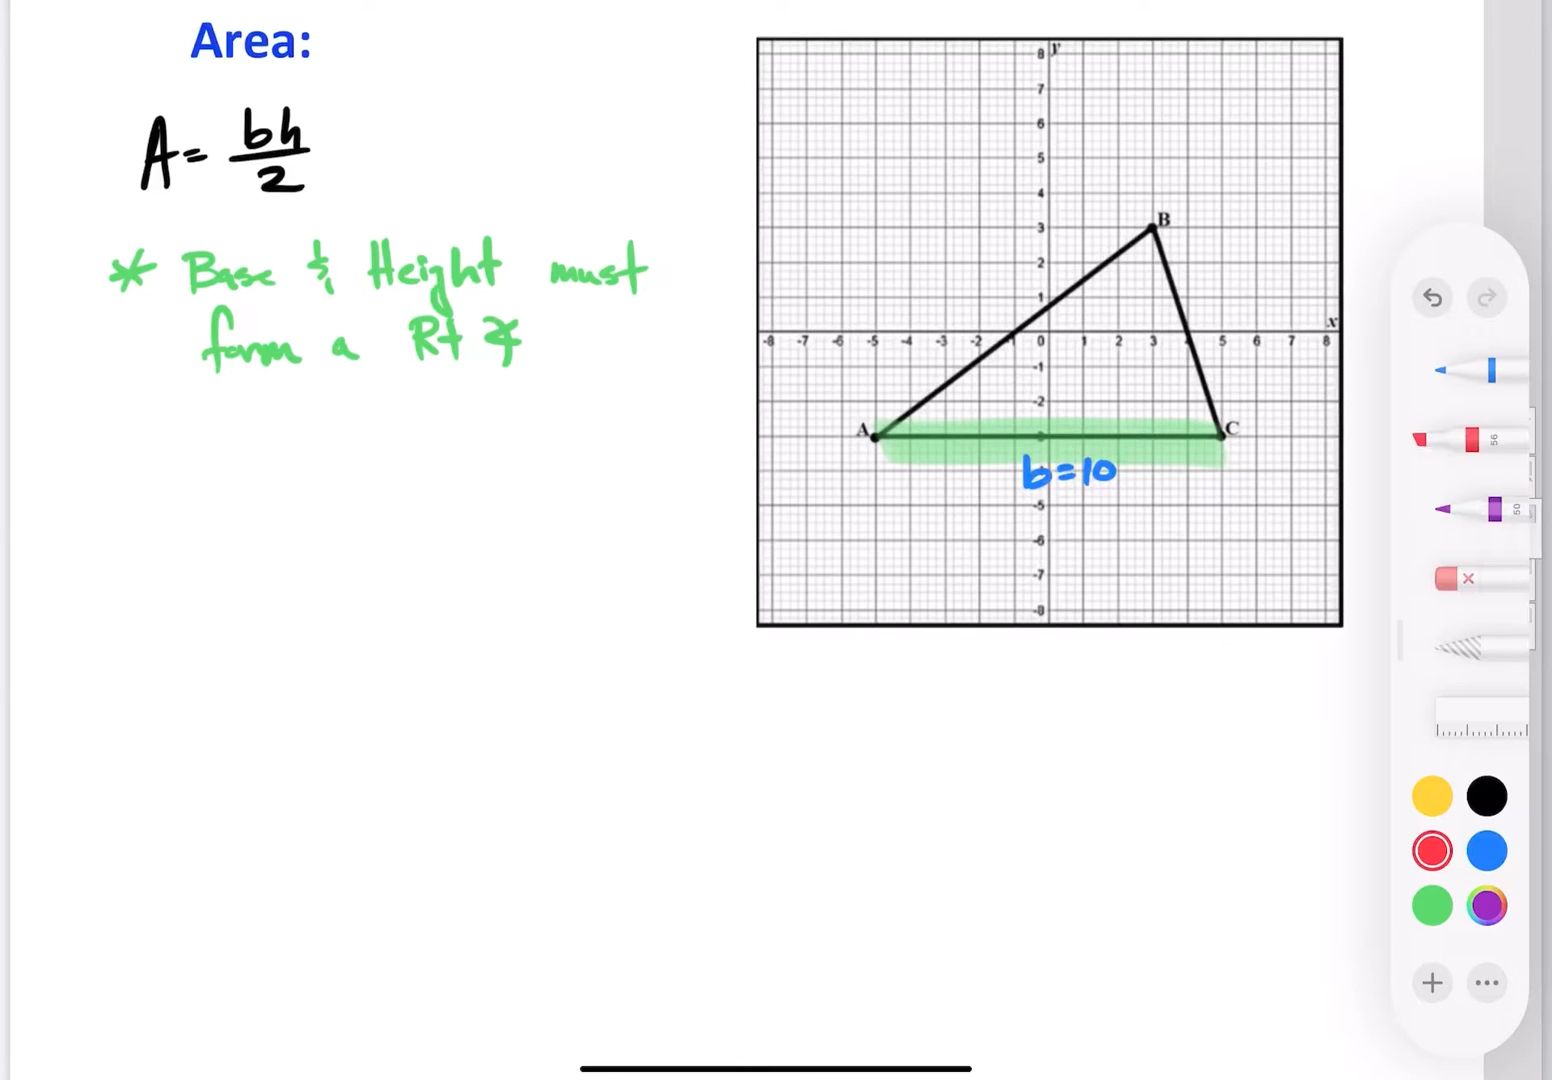 Area:
A = bh/2
* Base & Height must
form a Rt ∡
y
8
7
6
5
4
3
2
1
B
x
-8 -7 -6 -5 -4 -3 -2 -1 0 1 2 3 5 6 7 8
-1
-2
A
C
b=10
-5
-6
-7
-8
56
50